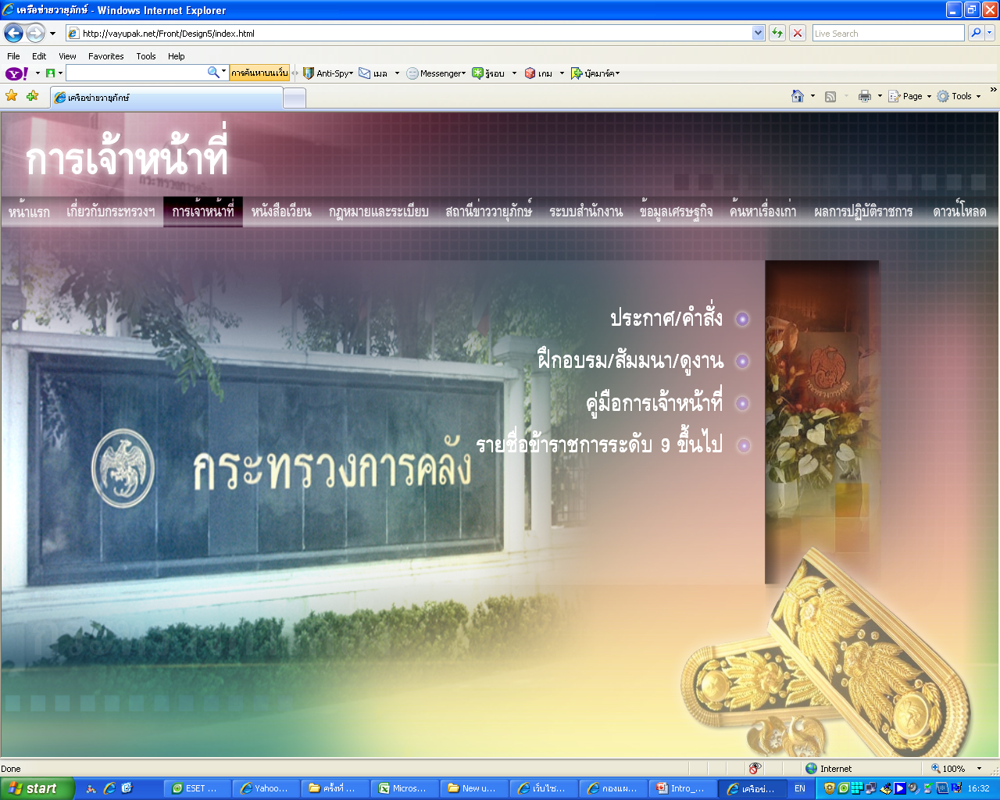 เครือข่ายวายุภักษ์ - Windows Internet Explorer
http://vayupak.net/Front/Design5/index.html
Live Search
File Edit View Favorites Tools Help
Y! การค้นหาบนเว็บ Anti-Spy เมล Messenger รู้รอบ เกม บุ๊คมาร์ค
เครือข่ายวายุภักษ์
Page Tools
การเจ้าหน้าที่
กระทรวงการคลัง
หน้าแรก เกี่ยวกับกระทรวงฯ การเจ้าหน้าที่ หนังสือเวียน กฎหมายและระเบียบ สถานีข่าววายุภักษ์ ระบบสำนักงาน ข้อมูลเศรษฐกิจ ค้นหาเรื่องเก่า ผลการปฏิบัติราชการ ดาวน์โหลด
ประกาศ/คำสั่ง
ฝึกอบรม/สัมมนา/ดูงาน
คู่มือการเจ้าหน้าที่
รายชื่อข้าราชการระดับ 9 ขึ้นไป
กระทรวงการคลัง
Done Internet 100%
start ESET ... Yahoo... ครั้งที่ ... Micros... New u... เว็บไซ... กองแผ... Intro_... เครือข่... EN 16:32